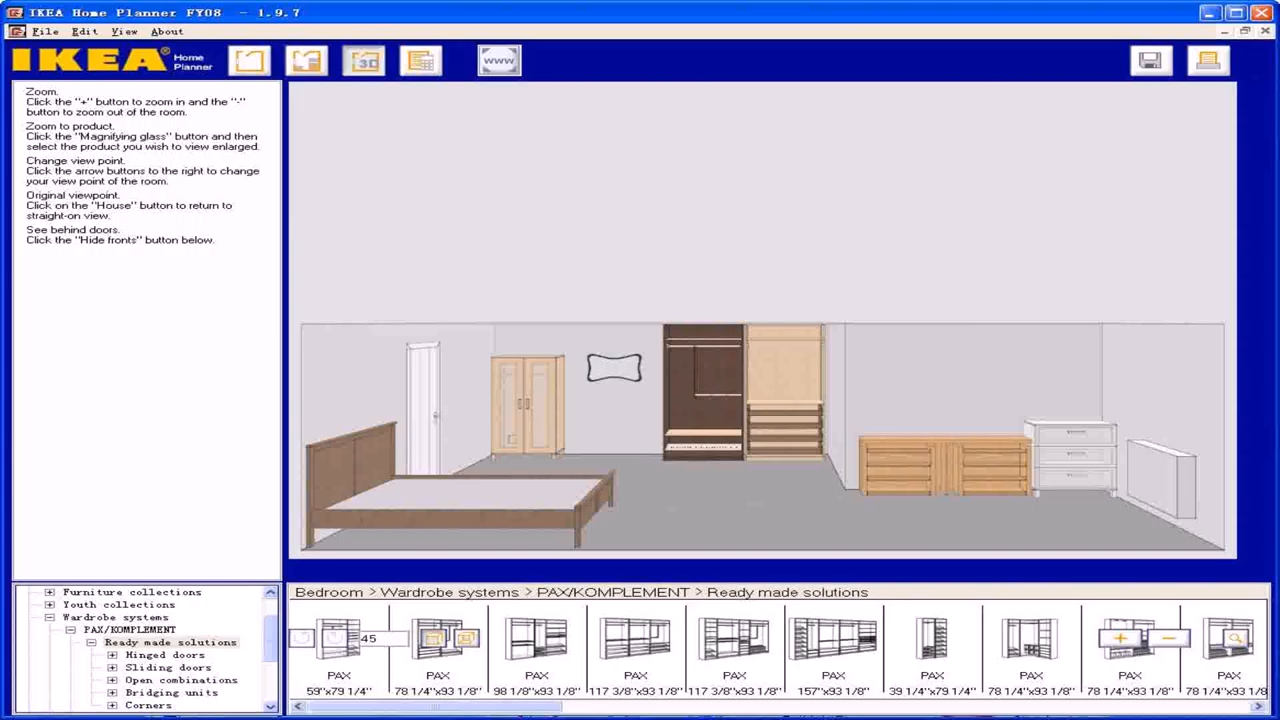 IKEA Home Planner FY08 - 1.9.7
File Edit View About
IKEA® Home Planner
3D
WWW
Zoom.
Click the "+" button to zoom in and the "-"
button to zoom out of the room.
Zoom to product.
Click the "Magnifying glass" button and then
select the product you wish to view enlarged.
Change view point.
Click the arrow buttons to the right to change
your view point of the room.
Original viewpoint.
Click on the "House" button to return to
straight-on view.
See behind doors.
Click the "Hide fronts" button below.
Furniture collections
Youth collections
Wardrobe systems
PAX/KOMPLEMENT
Ready made solutions
Hinged doors
Sliding doors
Open combinations
Bridging units
Corners
Bedroom > Wardrobe systems > PAX/KOMPLEMENT > Ready made solutions
45
PAX PAX PAX PAX PAX PAX PAX PAX PAX PAX
59"x79 1/4" 78 1/4"x93 1/8" 98 1/8"x93 1/8" 117 3/8"x93 1/8" 117 3/8"x93 1/8" 157"x93 1/8" 39 1/4"x79 1/4" 78 1/4"x93 1/8" 78 1/4"x93 1/8" 78 1/4"x93 1/8